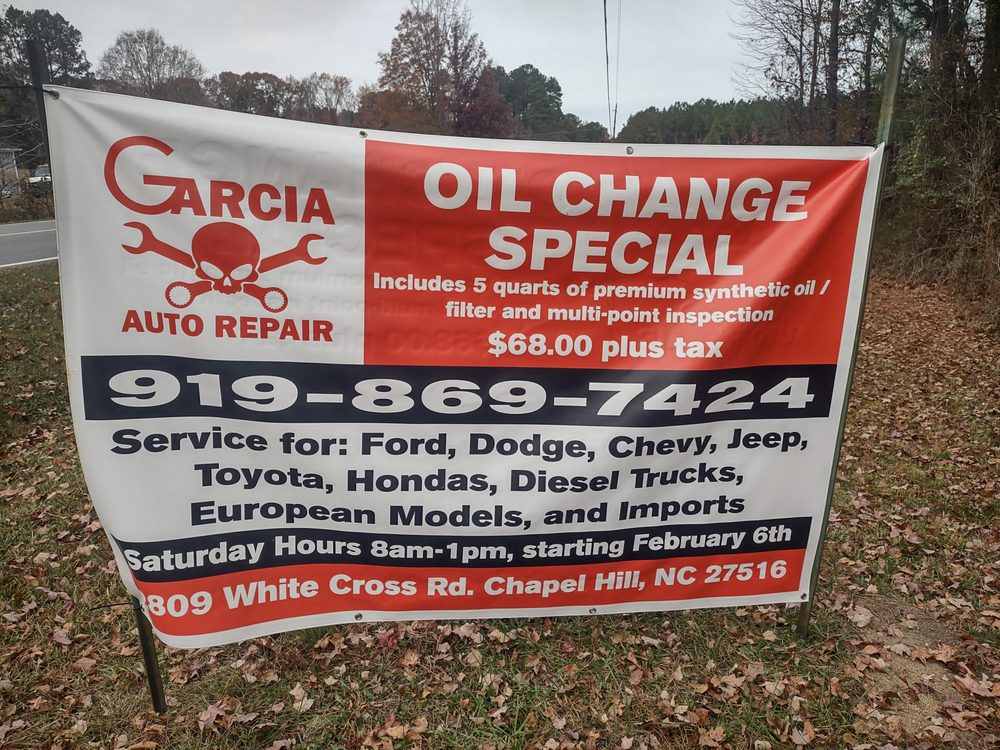 GARCIA
AUTO REPAIR
OIL CHANGE
SPECIAL
Includes 5 quarts of premium synthetic oil /
filter and multi-point inspection
$68.00 plus tax
919-869-7424
Service for: Ford, Dodge, Chevy, Jeep,
Toyota, Hondas, Diesel Trucks,
European Models, and Imports
Saturday Hours 8am-1pm, starting February 6th
White Cross Rd. Chapel Hill, NC 27516